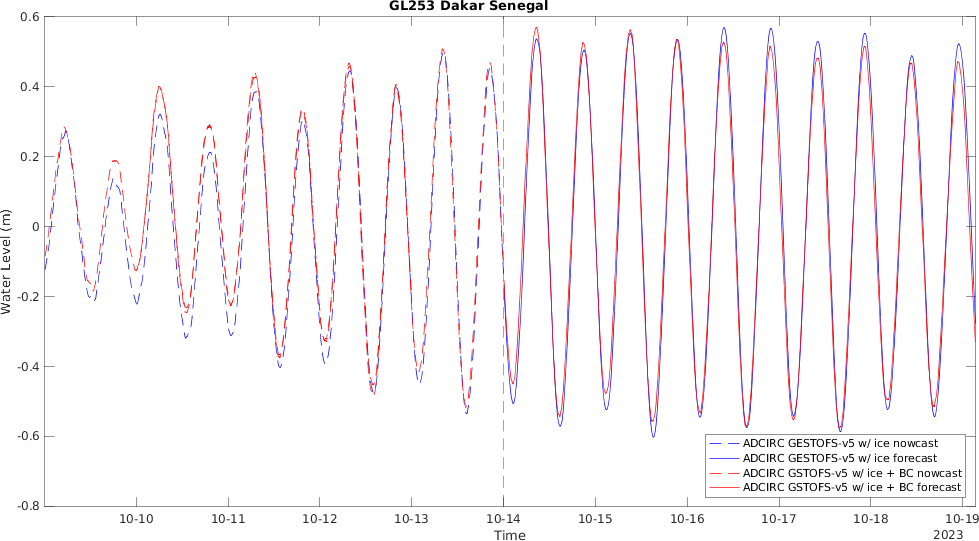 GL253 Dakar Senegal
Water Level (m)
0.6
0.4
0.2
0
-0.2
-0.4
-0.6
-0.8
ADCIRC GESTOFS-v5 w/ ice nowcast
ADCIRC GESTOFS-v5 w/ ice forecast
ADCIRC GSTOFS-v5 w/ ice + BC nowcast
ADCIRC GSTOFS-v5 w/ ice + BC forecast
10-10 10-11 10-12 10-13 10-14 10-15 10-16 10-17 10-18 10-19
Time
2023